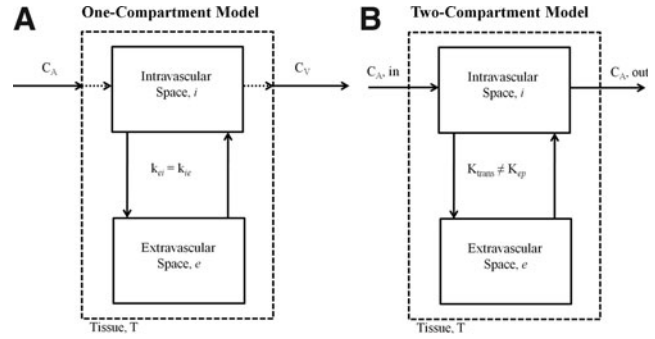 A
One-Compartment Model
C_A
Intravascular
Space, i
C_V
k_ei = k_ie
Extravascular
Space, e
Tissue, T
B
Two-Compartment Model
C_A, in
Intravascular
Space, i
C_A, out
K_trans ≠ K_ep
Extravascular
Space, e
Tissue, T